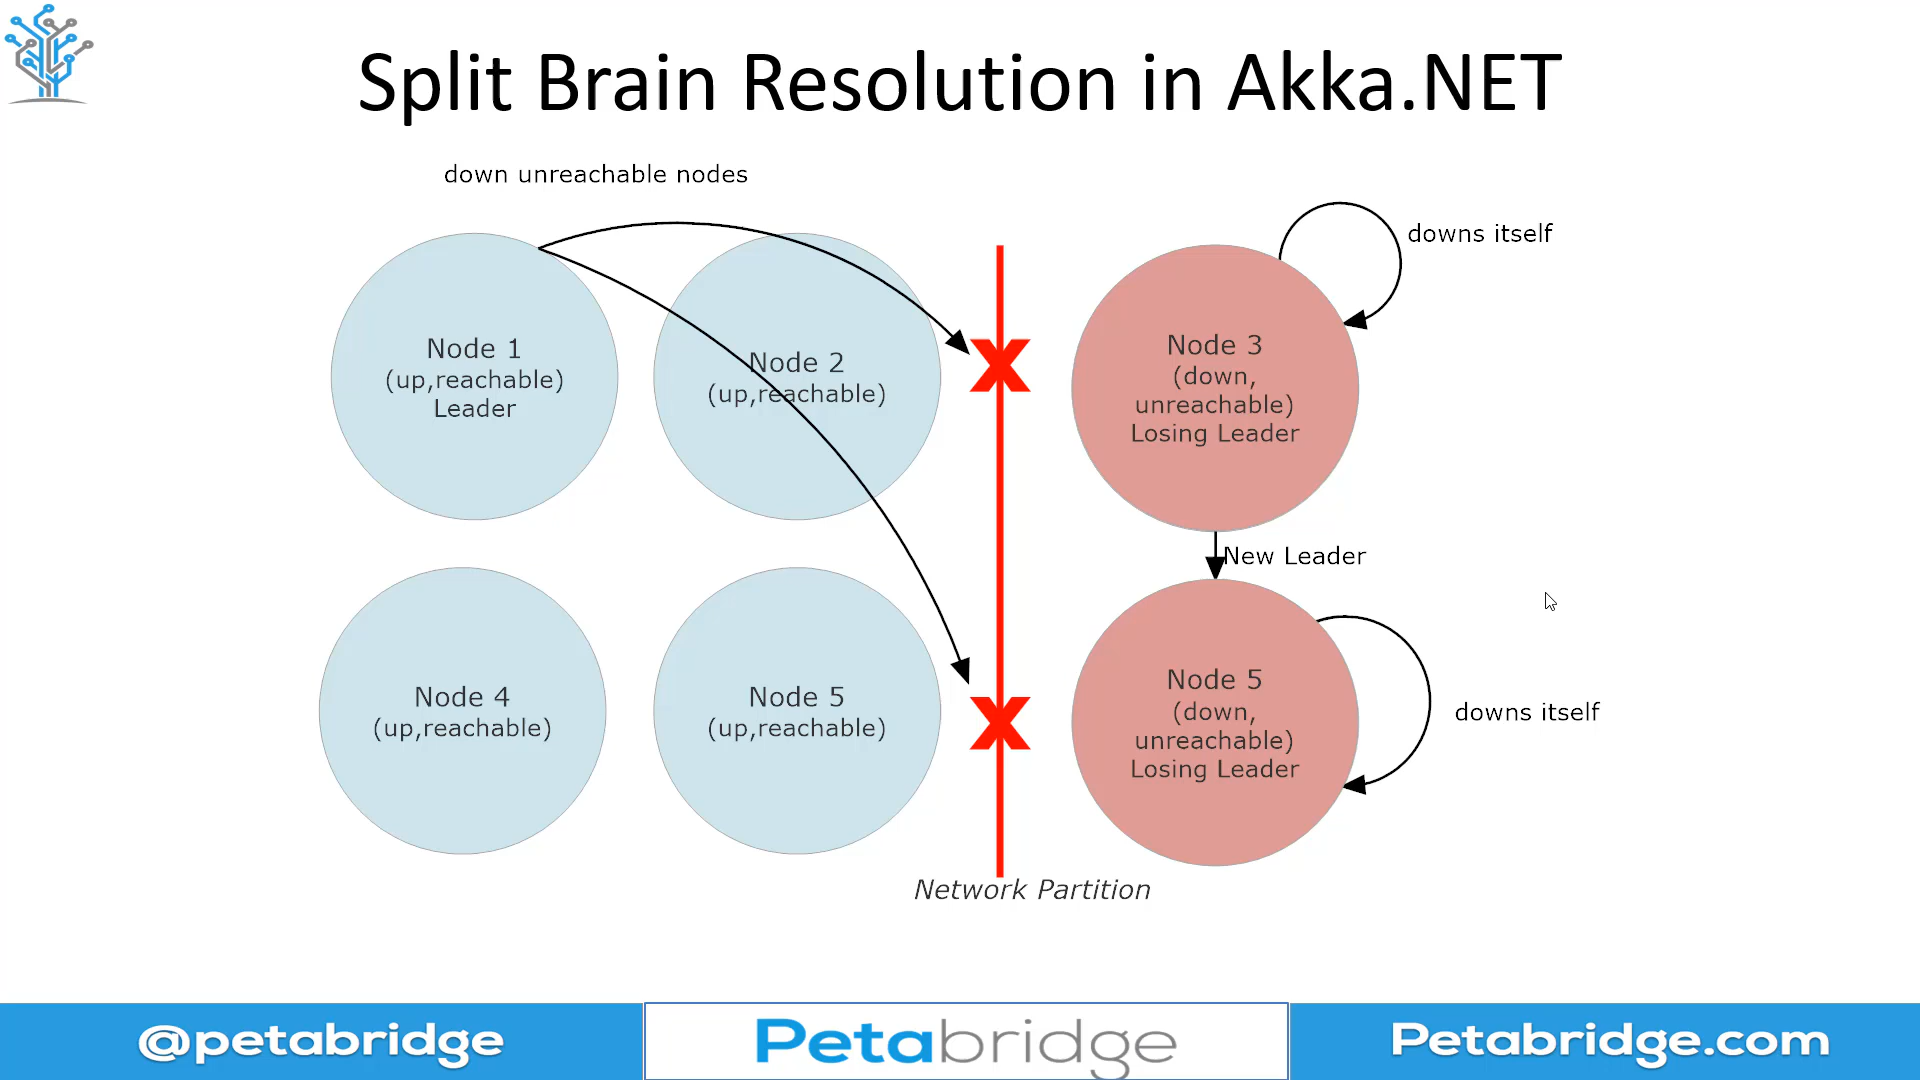 Split Brain Resolution in Akka.NET
down unreachable nodes
downs itself
Node 1
(up,reachable)
Leader
Node 2
(up,reachable)
Node 3
(down,
unreachable)
Losing Leader
New Leader
Node 4
(up,reachable)
Node 5
(up,reachable)
Node 5
(down,
unreachable)
Losing Leader
downs itself
Network Partition
@petabridge
Petabridge
Petabridge.com